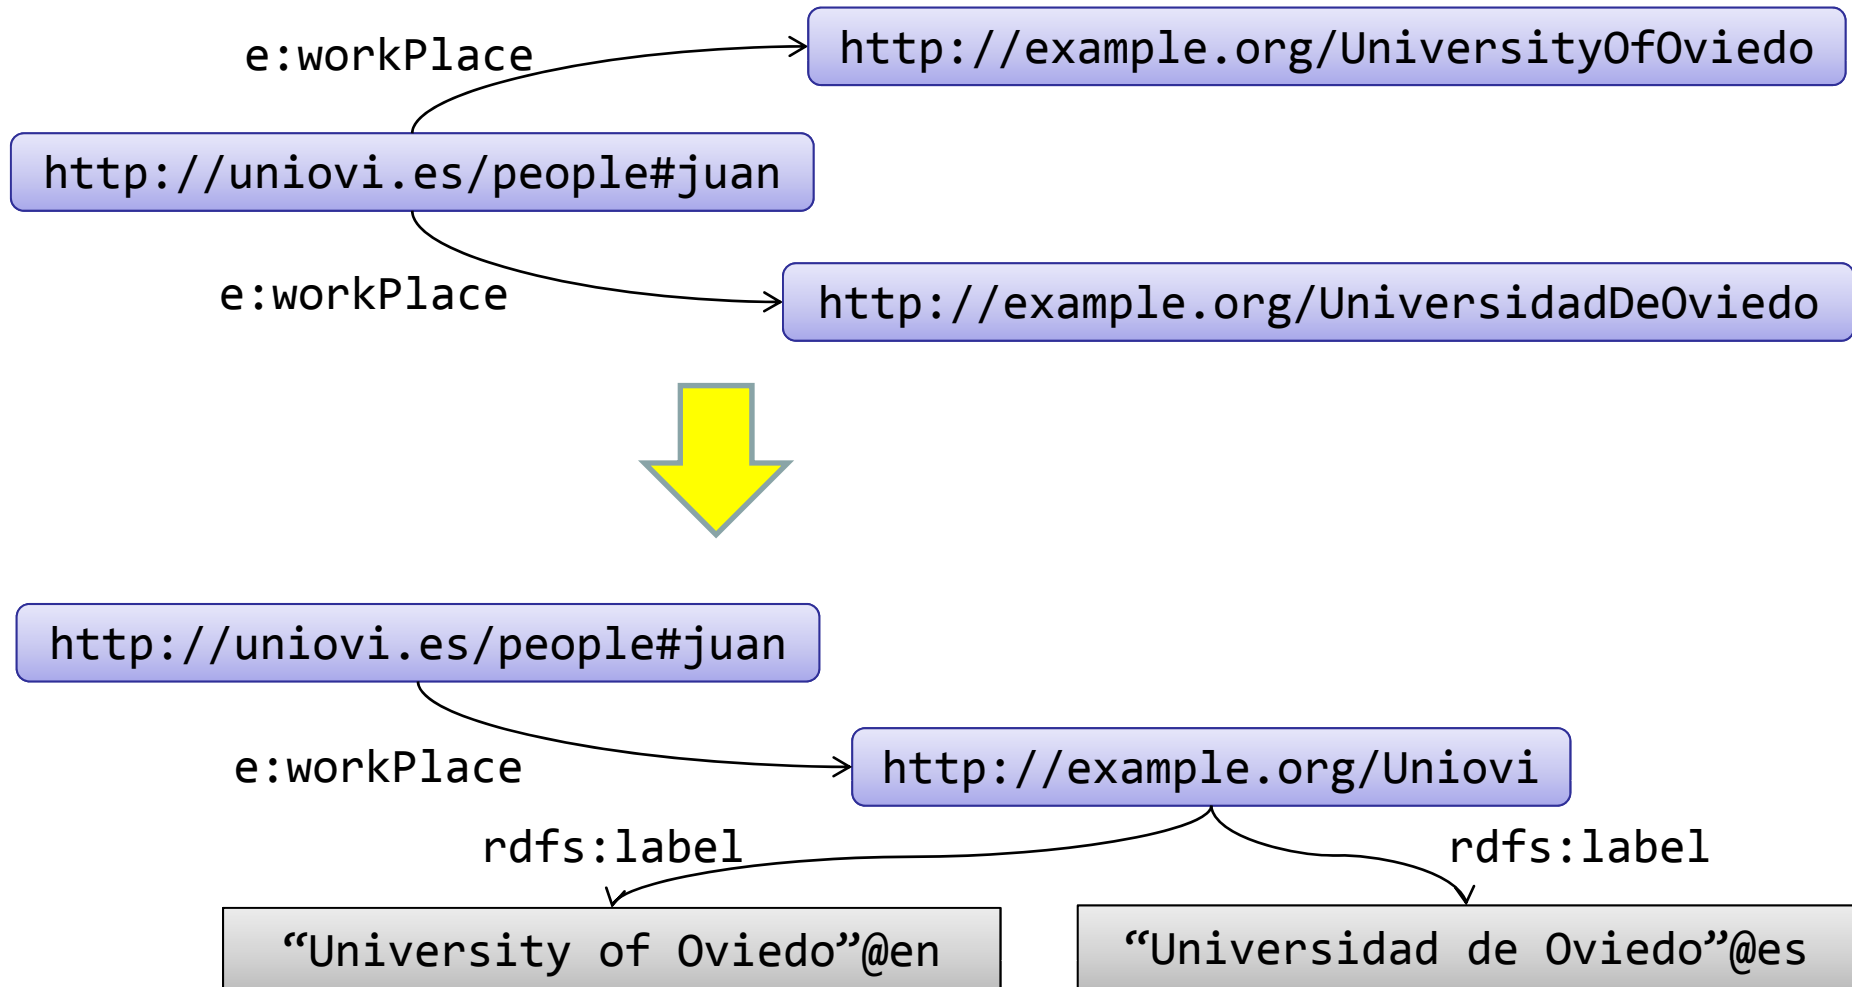 e:workPlace
http://example.org/UniversityOfOviedo
http://uniovi.es/people#juan
e:workPlace
http://example.org/UniversidadDeOviedo
http://uniovi.es/people#juan
e:workPlace
http://example.org/Uniovi
rdfs:label
rdfs:label
“University of Oviedo”@en
“Universidad de Oviedo”@es